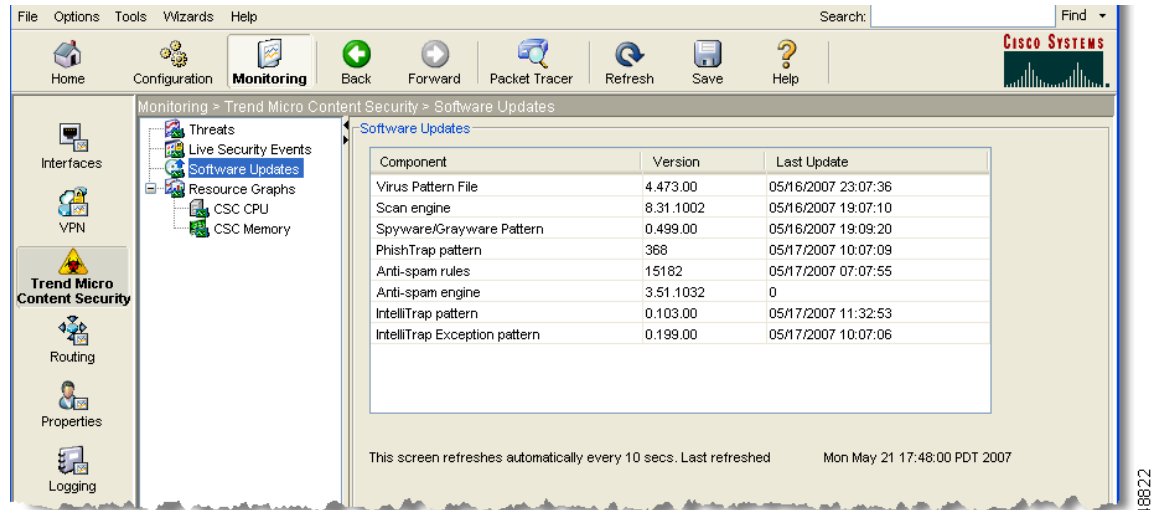 File Options Tools Wizards Help Search: Find
Home Configuration Monitoring Back Forward Packet Tracer Refresh Save Help
CISCO SYSTEMS
Monitoring > Trend Micro Content Security > Software Updates
Interfaces
VPN
Trend Micro
Content Security
Routing
Properties
Logging
Threats
Live Security Events
Software Updates
Resource Graphs
CSC CPU
CSC Memory
Software Updates
Component Version Last Update
Virus Pattern File 4.473.00 05/16/2007 23:07:36
Scan engine 8.31.1002 05/16/2007 19:07:10
Spyware/Grayware Pattern 0.499.00 05/16/2007 19:09:20
PhishTrap pattern 368 05/17/2007 10:07:09
Anti-spam rules 15182 05/17/2007 07:07:55
Anti-spam engine 3.51.1032 0
IntelliTrap pattern 0.103.00 05/17/2007 11:32:53
IntelliTrap Exception pattern 0.199.00 05/17/2007 10:07:06
This screen refreshes automatically every 10 secs. Last refreshed Mon May 21 17:48:00 PDT 2007